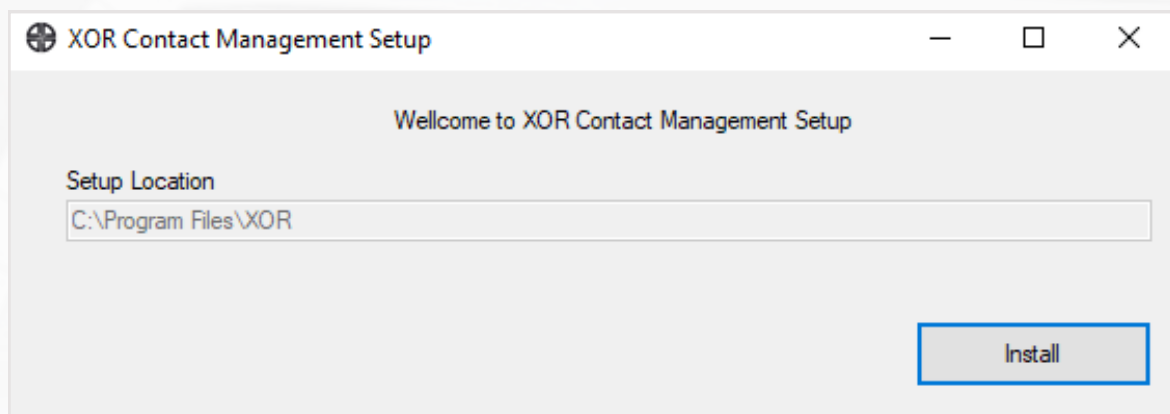 XOR Contact Management Setup
Wellcome to XOR Contact Management Setup
Setup Location
C:\Program Files\XOR
Install